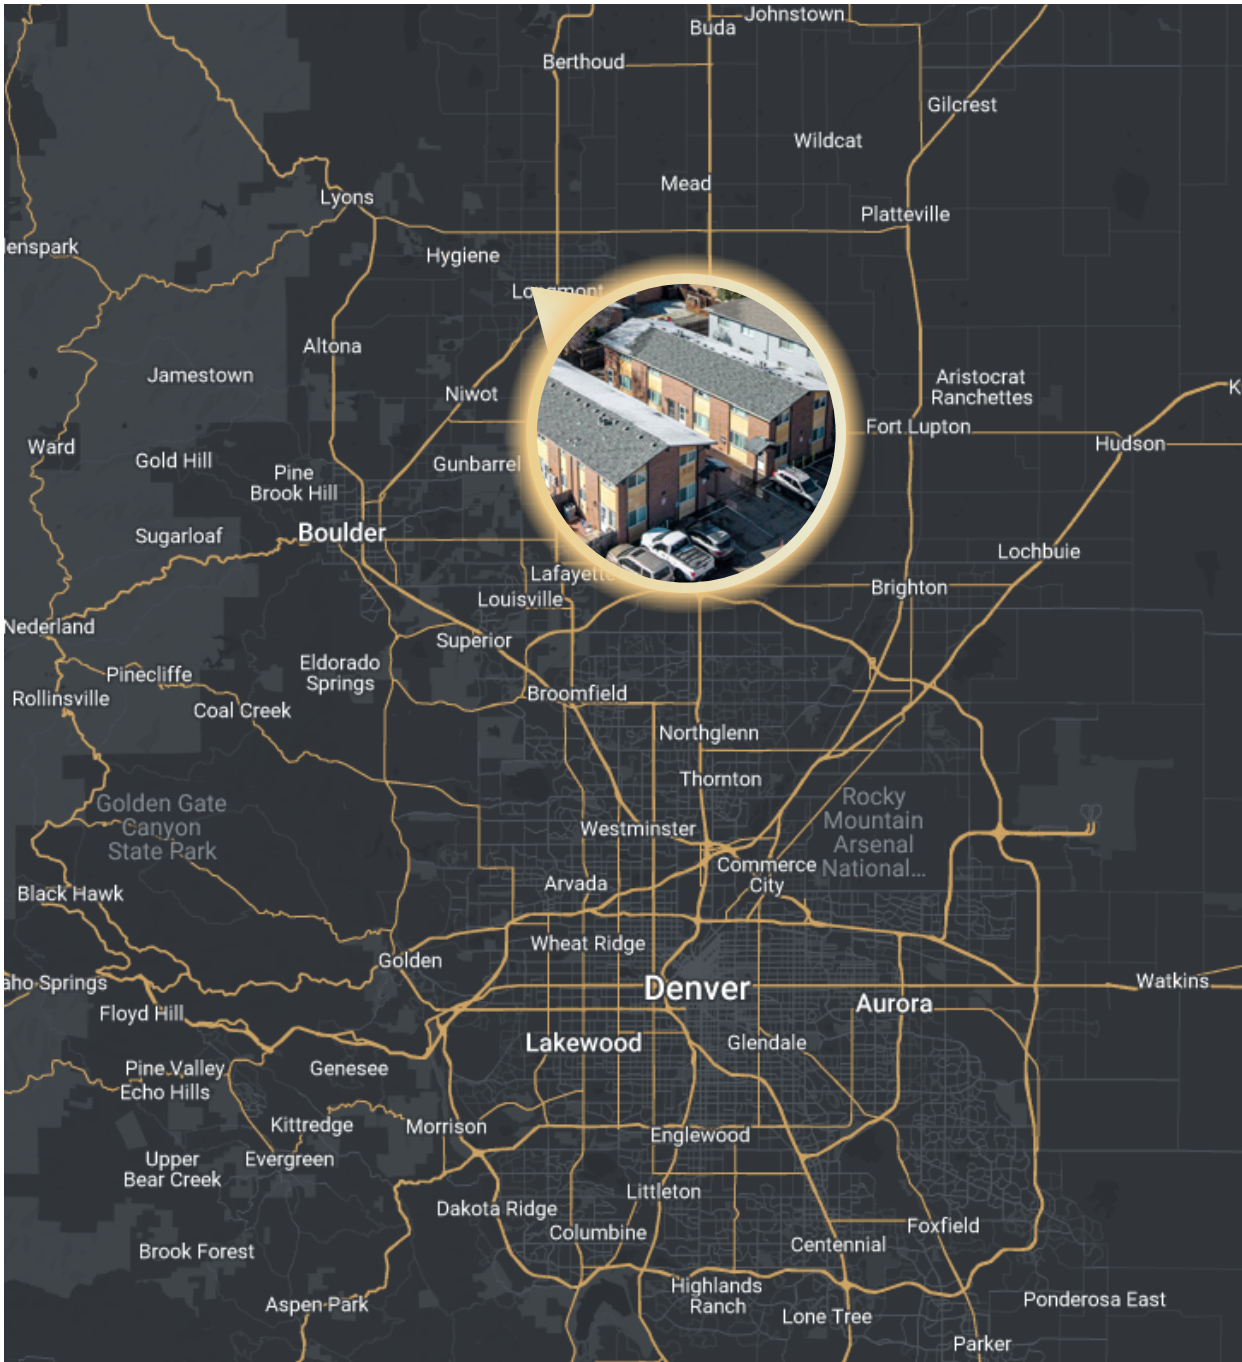 Johnstown
Buda
Berthoud
Gilcrest
Wildcat
Mead
Lyons
Platteville
lenspark
Hygiene
Longmont
Altona
Jamestown
Aristocrat
Ranchettes
K
Niwot
Fort Lupton
Hudson
Ward
Gold Hill
Gunbarrel
Pine
Brook Hill
Boulder
Sugarloaf
Lochbuie
Lafayette
Brighton
Louisville
Nederland
Superior
Eldorado
Springs
Pinecliffe
Rollinsville
Broomfield
Coal Creek
Northglenn
Thornton
Golden Gate
Canyon
State Park
Rocky
Mountain
Arsenal
National...
Westminster
Commerce
City
Arvada
Black Hawk
Wheat Ridge
Golden
aho Springs
Denver
Watkins
Aurora
Floyd Hill
Lakewood
Glendale
Pine Valley
Genesee
Echo Hills
Kittredge
Morrison
Englewood
Upper
Bear Creek
Evergreen
Littleton
Dakota Ridge
Columbine
Foxfield
Centennial
Brook Forest
Highlands
Ranch
Aspen Park
Lone Tree
Ponderosa East
Parker